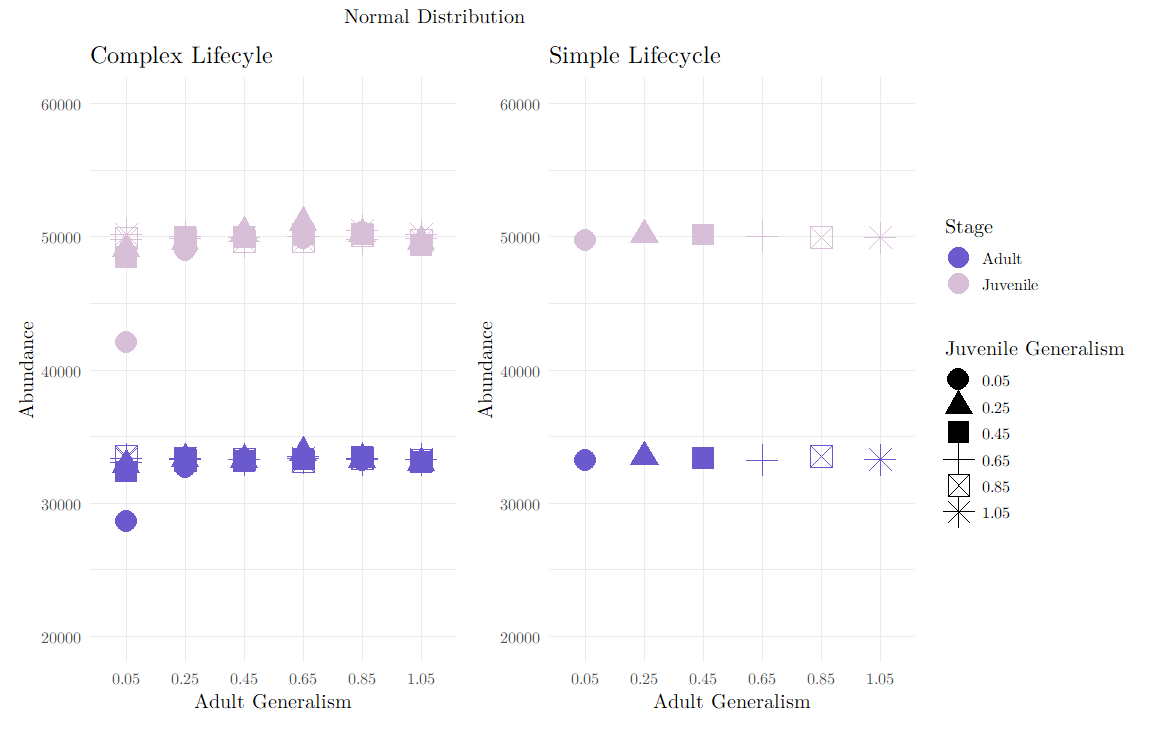 Normal Distribution
Complex Lifecyle
Simple Lifecycle
60000
50000
40000
30000
20000
Abundance
0.05 0.25 0.45 0.65 0.85 1.05
Adult Generalism
60000
50000
40000
30000
20000
Abundance
0.05 0.25 0.45 0.65 0.85 1.05
Adult Generalism
Stage
Adult
Juvenile
Juvenile Generalism
0.05
0.25
0.45
0.65
0.85
1.05